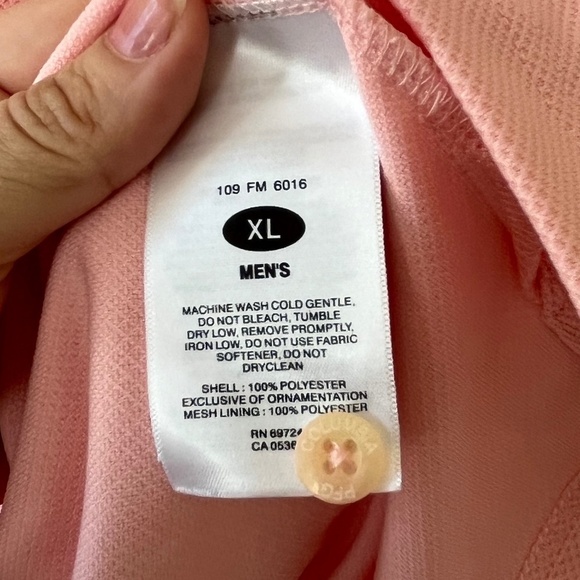 109 FM 6016
XL
MEN'S
MACHINE WASH COLD GENTLE,
DO NOT BLEACH, TUMBLE
DRY LOW, REMOVE PROMPTLY,
IRON LOW, DO NOT USE FABRIC
SOFTENER, DO NOT
DRYCLEAN
SHELL : 100% POLYESTER
EXCLUSIVE OF ORNAMENTATION
MESH LINING : 100% POLYESTER
RN 69724
CA 0536
COLUMBIA
PFG